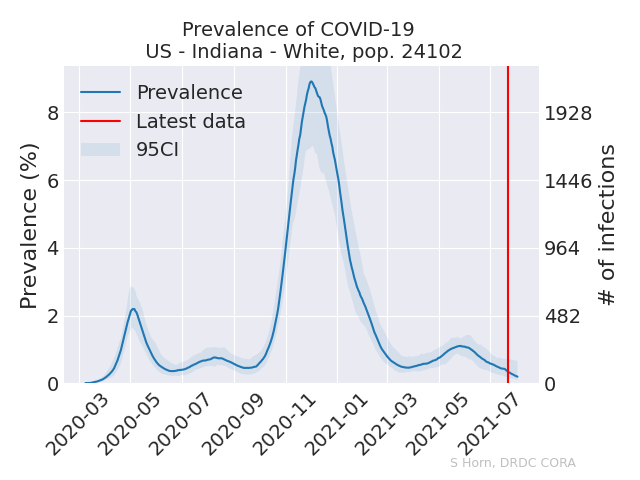 Prevalence of COVID-19
US - Indiana - White, pop. 24102
Prevalence
Latest data
95CI
Prevalence (%)
8
6
4
2
0
1928
1446
964
482
0
# of infections
2020-03
2020-05
2020-07
2020-09
2020-11
2021-01
2021-03
2021-05
2021-07
S Horn, DRDC CORA